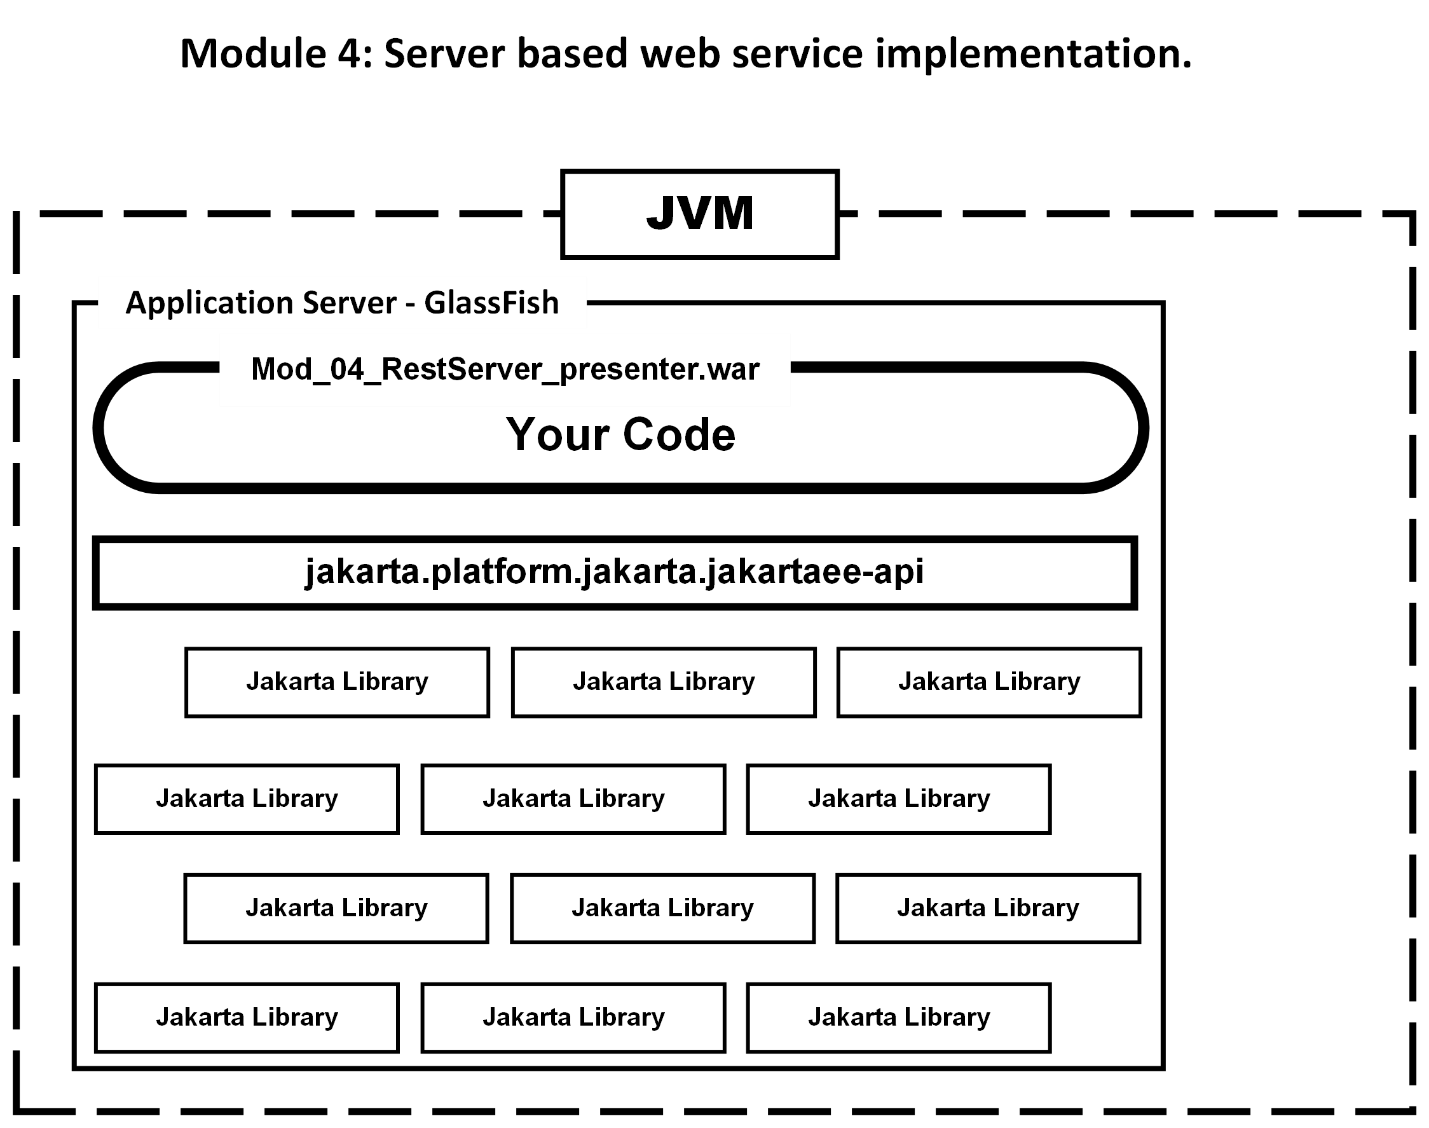 Module 4: Server based web service implementation.
JVM
Application Server - GlassFish
Mod_04_RestServer_presenter.war
Your Code
jakarta.platform.jakarta.jakartaee-api
Jakarta Library Jakarta Library Jakarta Library
Jakarta Library Jakarta Library Jakarta Library
Jakarta Library Jakarta Library Jakarta Library
Jakarta Library Jakarta Library Jakarta Library